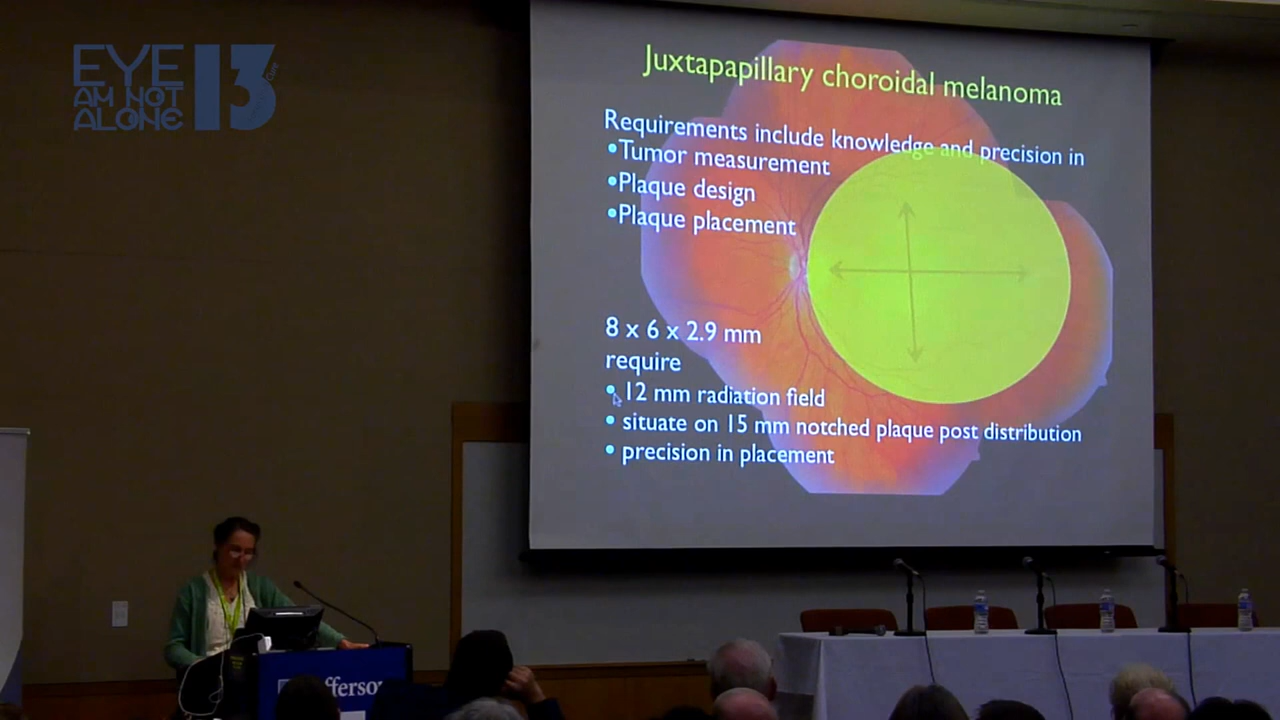 EYE
AM NOT
ALONE
13
Juxtapapillary choroidal melanoma
Requirements include knowledge and precision in
•Tumor measurement
•Plaque design
•Plaque placement
8 x 6 x 2.9 mm
require
• 12 mm radiation field
• situate on 15 mm notched plaque post distribution
• precision in placement
fferso